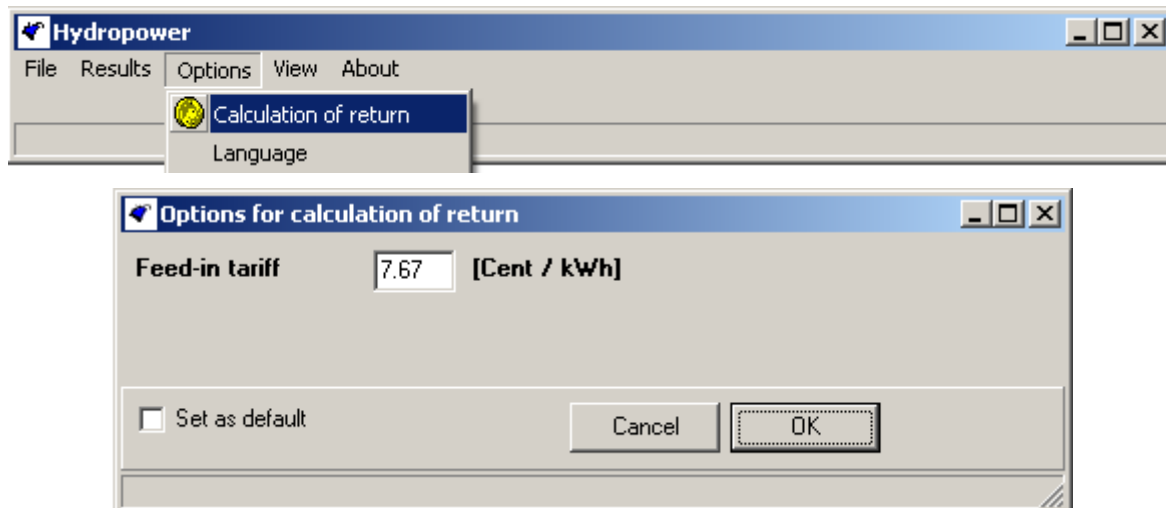 Hydropower
File Results Options View About
Calculation of return
Language
Options for calculation of return
Feed-in tariff 7.67 [Cent / kWh]
Set as default Cancel OK